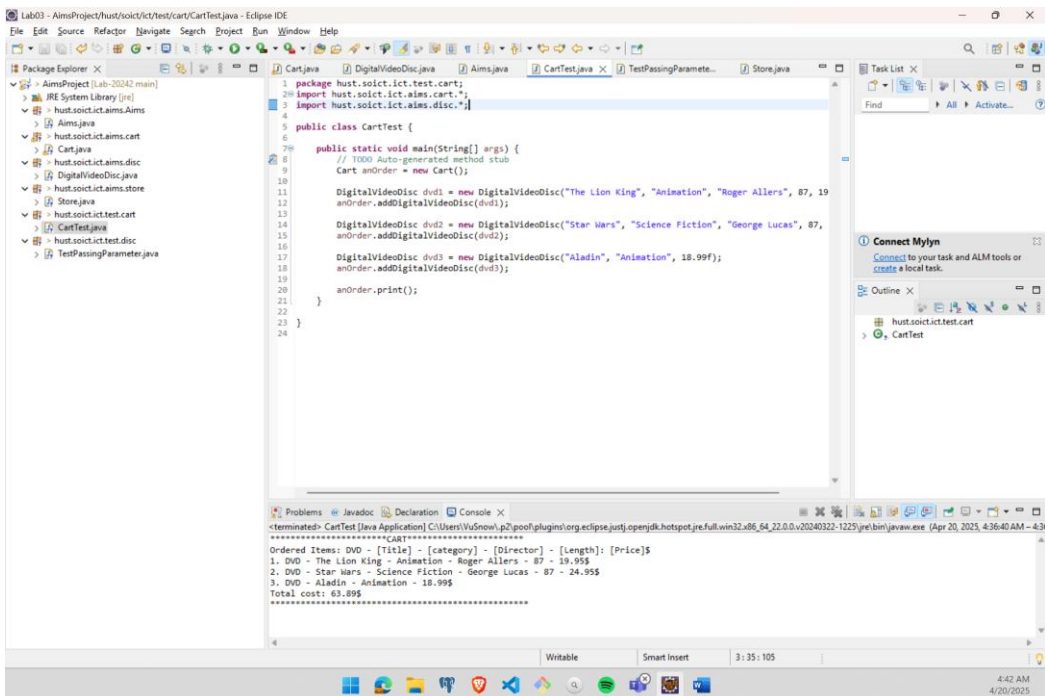 Lab03 - AimsProject/hust/soict/ict/test/cart/CartTest.java - Eclipse IDE
File Edit Source Refactor Navigate Search Project Run Window Help
Package Explorer
AimsProject [Lab-20242 main]
JRE System Library [jre]
> hust.soict.ict.aims.Aims
Aims.java
> hust.soict.ict.aims.cart
Cart.java
> hust.soict.ict.aims.disc
DigitalVideoDisc.java
> hust.soict.ict.aims.store
Store.java
> hust.soict.ict.test.cart
CartTest.java
> hust.soict.ict.test.disc
TestPassingParameter.java
Cart.java DigitalVideoDisc.java Aims.java CartTest.java TestPassingParamete... Store.java
1 package hust.soict.ict.test.cart;
2 import hust.soict.ict.aims.cart.*;
3 import hust.soict.ict.aims.disc.*;
4
5 public class CartTest {
6
7 public static void main(String[] args) {
8 // TODO Auto-generated method stub
9 Cart anOrder = new Cart();
10
11 DigitalVideoDisc dvd1 = new DigitalVideoDisc("The Lion King", "Animation", "Roger Allers", 87, 19
12 anOrder.addDigitalVideoDisc(dvd1);
13
14 DigitalVideoDisc dvd2 = new DigitalVideoDisc("Star Wars", "Science Fiction", "George Lucas", 87,
15 anOrder.addDigitalVideoDisc(dvd2);
16
17 DigitalVideoDisc dvd3 = new DigitalVideoDisc("Aladin", "Animation", 18.99f);
18 anOrder.addDigitalVideoDisc(dvd3);
19
20 anOrder.print();
21 }
22
23 }
24
Task List
Find All Activate...
Connect Mylyn
Connect to your task and ALM tools or
create a local task.
Outline
hust.soict.ict.test.cart
CartTest
Problems Javadoc Declaration Console
<terminated> CartTest [Java Application] C:\Users\VuSnow\.p2\pool\plugins\org.eclipse.justj.openjdk.hotspot.jre.full.win32.x86_64_22.0.0.v20240322-1225\jre\bin\javaw.exe (Apr 20, 2025, 4:36:40 AM – 4:3
***********************CART***********************
Ordered Items: DVD - [Title] - [category] - [Director] - [Length]: [Price]$
1. DVD - The Lion King - Animation - Roger Allers - 87 - 19.95$
2. DVD - Star Wars - Science Fiction - George Lucas - 87 - 24.95$
3. DVD - Aladin - Animation - 18.99$
Total cost: 63.89$
***************************************************
Writable Smart Insert 3 : 35 : 105
4:42 AM
4/20/2025